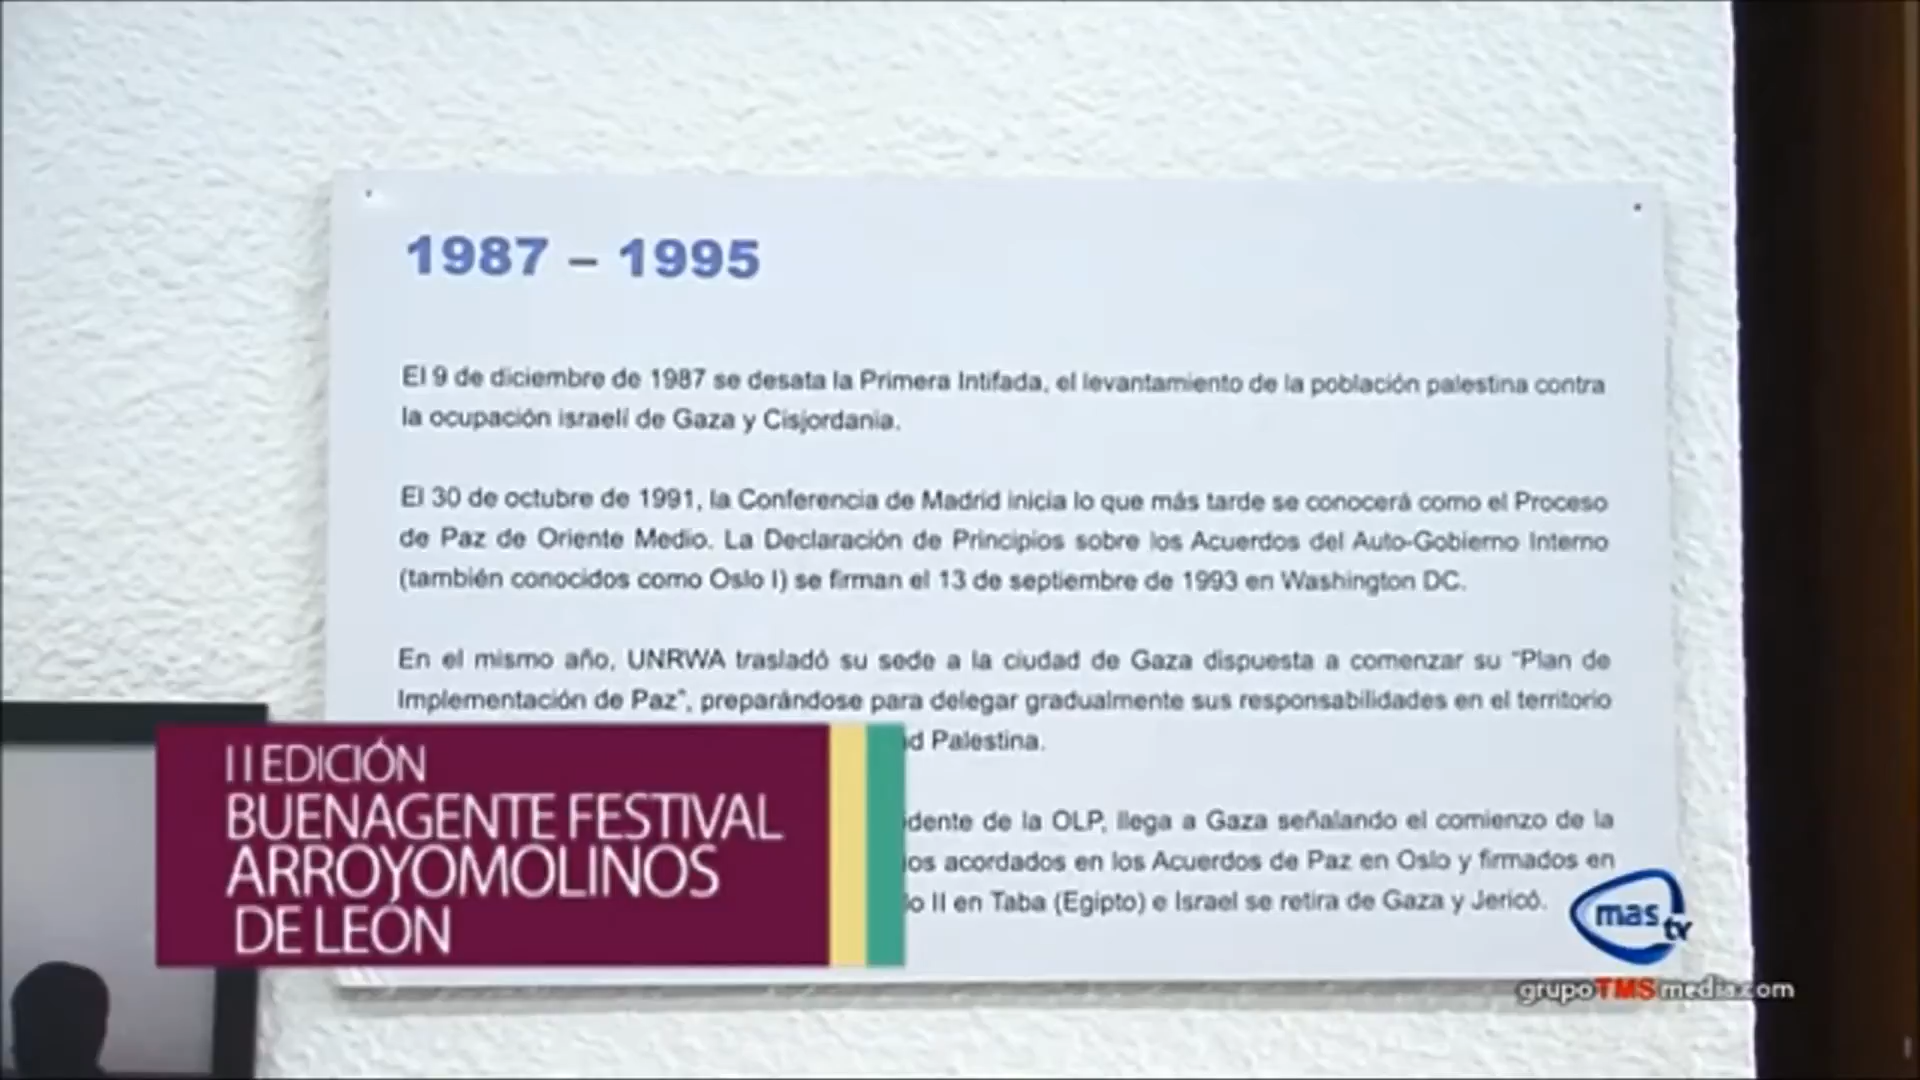 1987 – 1995
El 9 de diciembre de 1987 se desata la Primera Intifada, el levantamiento de la población palestina contra
la ocupación israelí de Gaza y Cisjordania.
El 30 de octubre de 1991, la Conferencia de Madrid inicia lo que más tarde se conocerá como el Proceso
de Paz de Oriente Medio. La Declaración de Principios sobre los Acuerdos del Auto-Gobierno Interno
(también conocidos como Oslo I) se firman el 13 de septiembre de 1993 en Washington DC.
En el mismo año, UNRWA trasladó su sede a la ciudad de Gaza dispuesta a comenzar su "Plan de
Implementación de Paz", preparándose para delegar gradualmente sus responsabilidades en el territorio
Palestina.
de la OLP, llega a Gaza señalando el comienzo de la
acordados en los Acuerdos de Paz en Oslo y firmados en
II en Taba (Egipto) e Israel se retira de Gaza y Jericó.
II EDICIÓN
BUENAGENTE FESTIVAL
ARROYOMOLINOS
DE LEÓN
mas tv
grupoTMSmedia.com